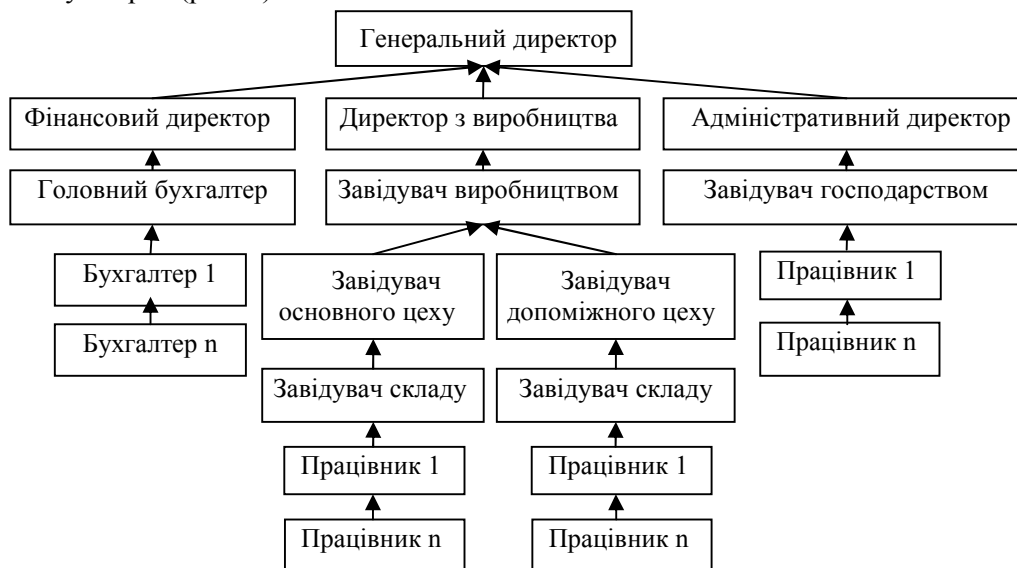 Генеральний директор
Фінансовий директор
Директор з виробництва
Адміністративний директор
Головний бухгалтер
Завідувач виробництвом
Завідувач господарством
Бухгалтер 1
Бухгалтер n
Завідувач
основного цеху
Завідувач
допоміжного цеху
Працівник 1
Працівник n
Завідувач складу
Завідувач складу
Працівник 1
Працівник 1
Працівник n
Працівник n